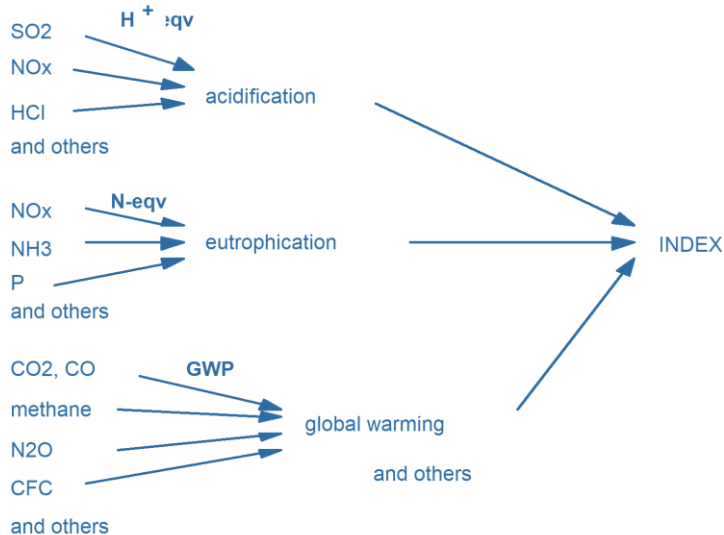 SO2
H + eqv
NOx
acidification
HCl
and others
NOx
N-eqv
NH3
eutrophication
INDEX
P
and others
CO2, CO
GWP
methane
global warming
N2O
and others
CFC
and others